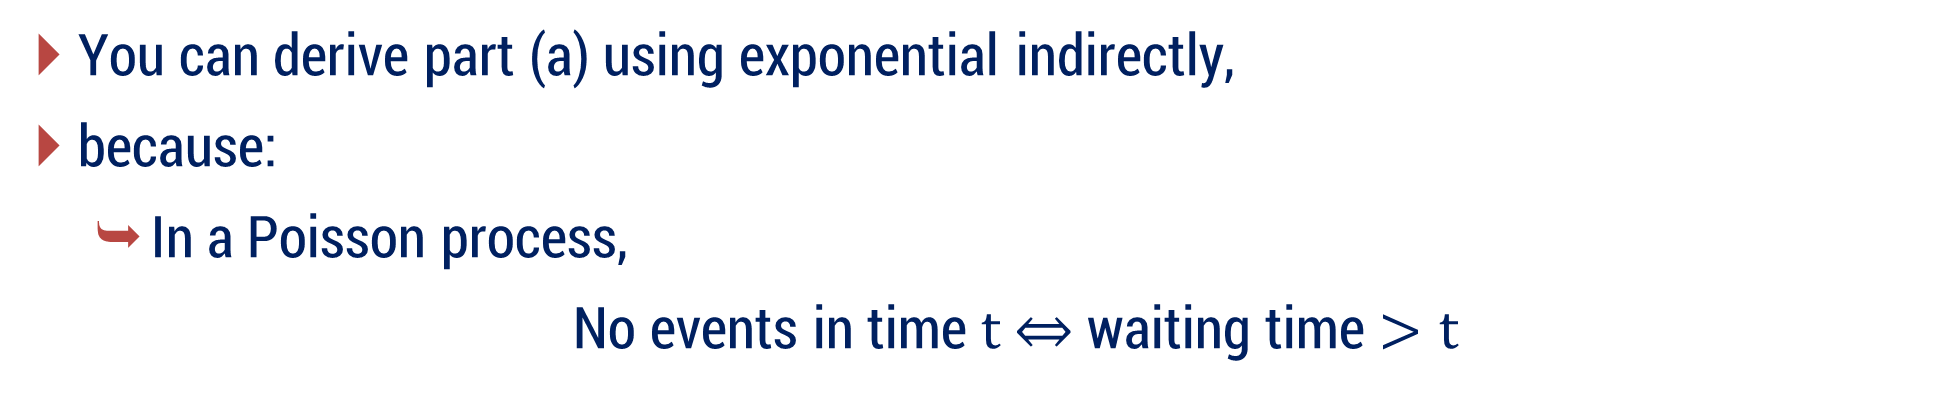 You can derive part (a) using exponential indirectly,
because:
In a Poisson process,
No events in time t ⇔ waiting time > t